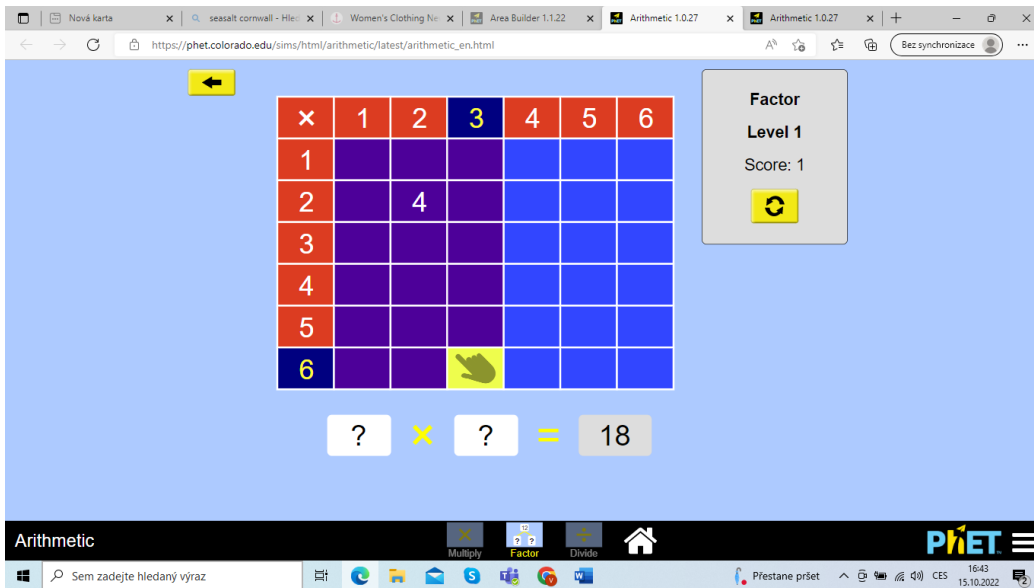 Nová karta
seasalt cornwall - Hled
Women's Clothing Ne
Area Builder 1.1.22
Arithmetic 1.0.27
Arithmetic 1.0.27
https://phet.colorado.edu/sims/html/arithmetic/latest/arithmetic_en.html
Bez synchronizace
× 1 2 3 4 5 6
1
2 4
3
4
5
6
Factor
Level 1
Score: 1
? × ? = 18
Arithmetic
Multiply
12
? ?
Factor
Divide
PhET
Sem zadejte hledaný výraz
Přestane pršet
CES
16:43
15.10.2022
2